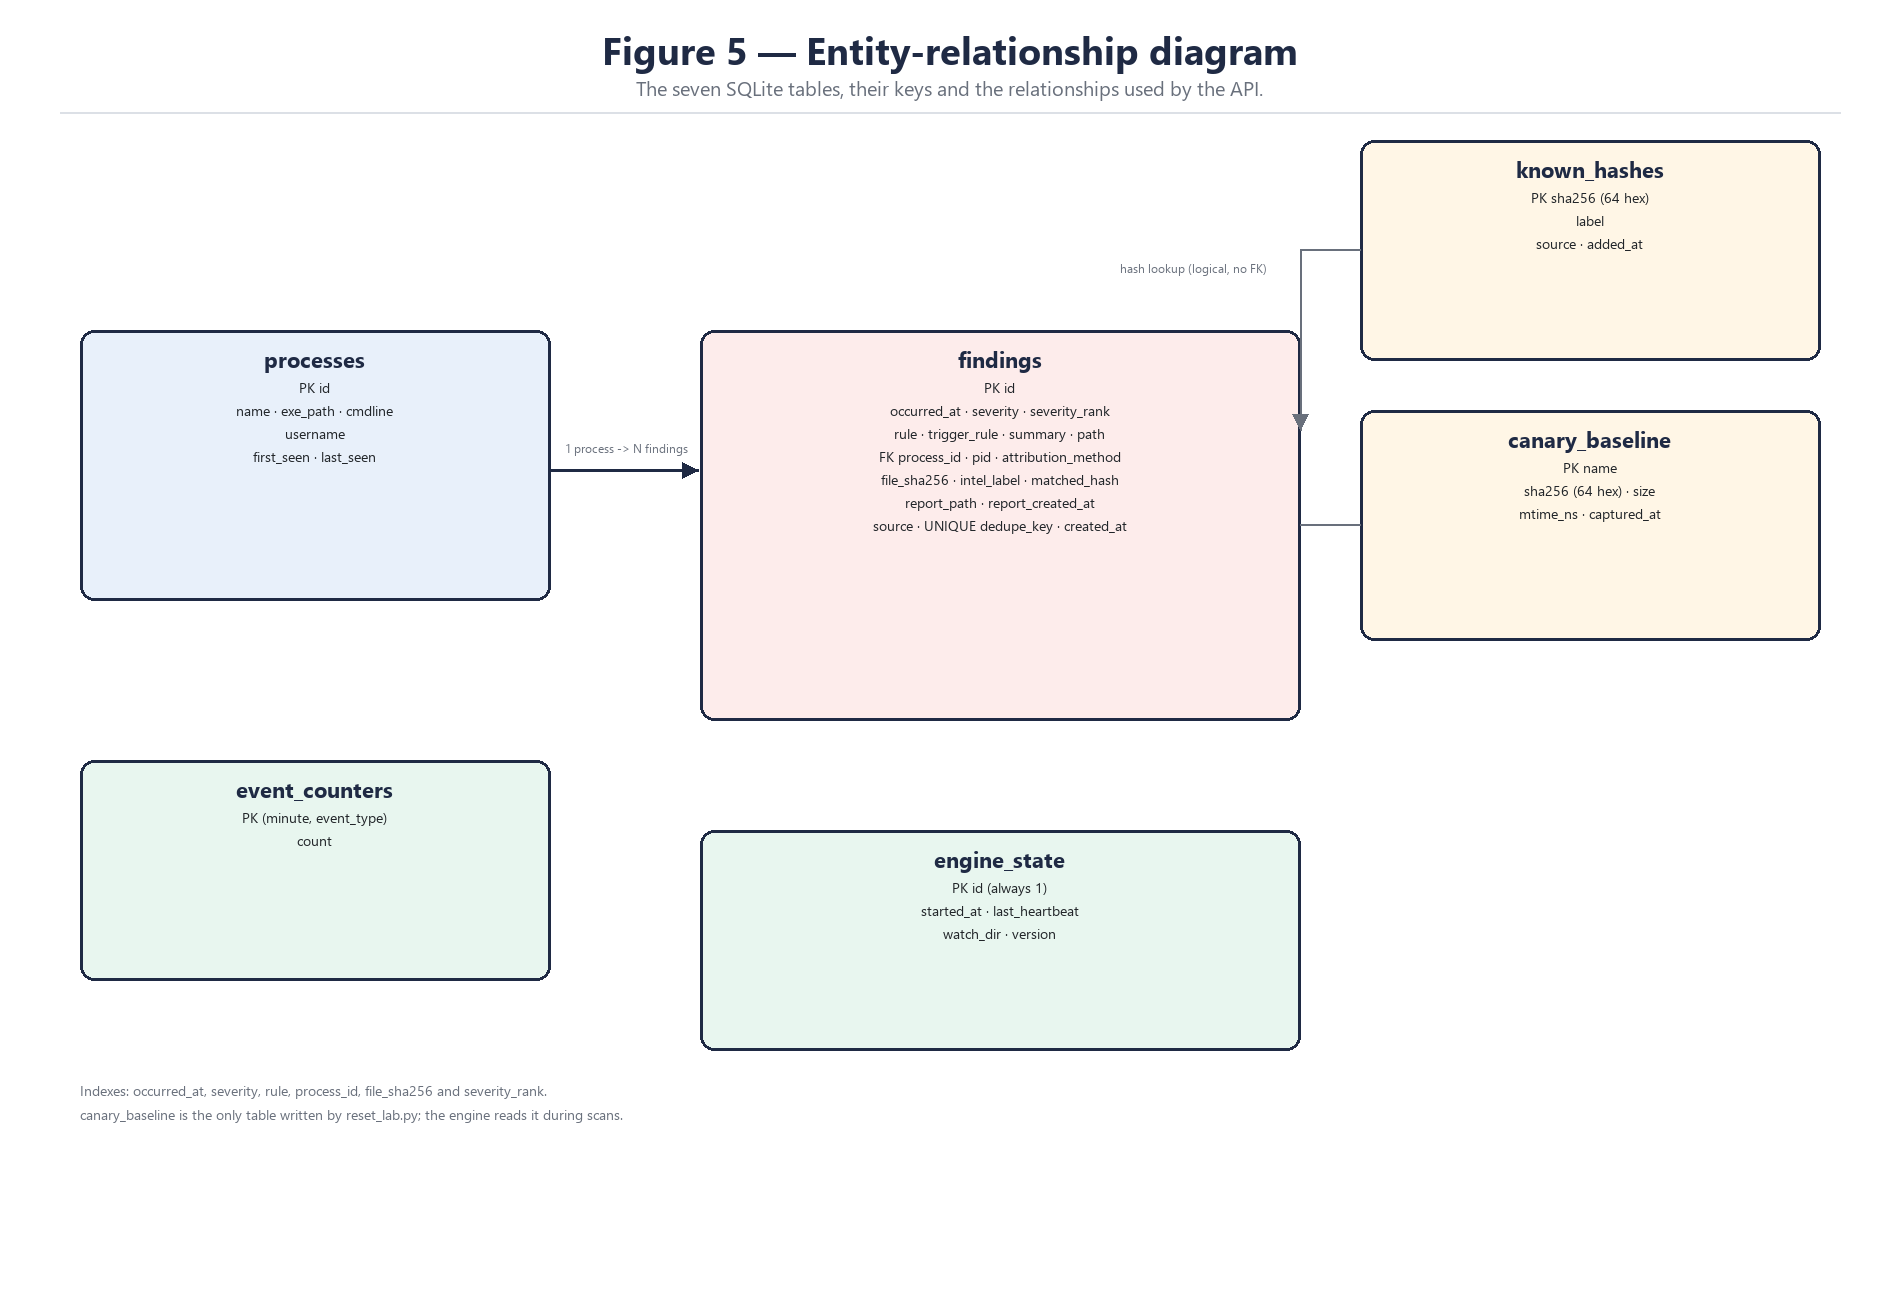 Figure 5 — Entity-relationship diagram
The seven SQLite tables, their keys and the relationships used by the API.
known_hashes
PK sha256 (64 hex)
label
source · added_at
hash lookup (logical, no FK)
processes
PK id
name · exe_path · cmdline
username
first_seen · last_seen
1 process -> N findings
findings
PK id
occurred_at · severity · severity_rank
rule · trigger_rule · summary · path
FK process_id · pid · attribution_method
file_sha256 · intel_label · matched_hash
report_path · report_created_at
source · UNIQUE dedupe_key · created_at
canary_baseline
PK name
sha256 (64 hex) · size
mtime_ns · captured_at
event_counters
PK (minute, event_type)
count
engine_state
PK id (always 1)
started_at · last_heartbeat
watch_dir · version
Indexes: occurred_at, severity, rule, process_id, file_sha256 and severity_rank.
canary_baseline is the only table written by reset_lab.py; the engine reads it during scans.